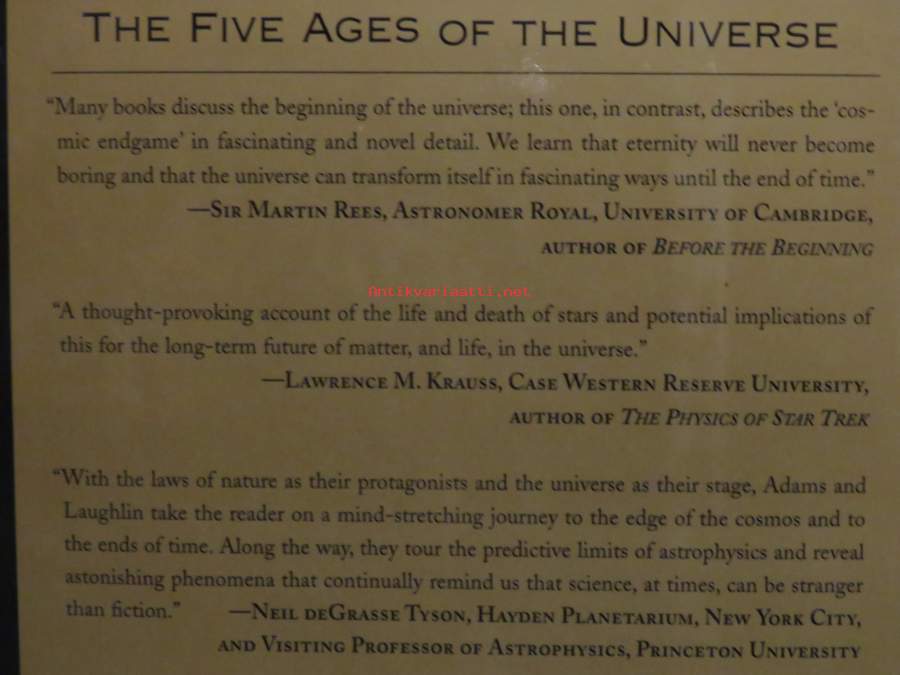 THE FIVE AGES OF THE UNIVERSE
“Many books discuss the beginning of the universe; this one, in contrast, describes the ‘cos-
mic endgame’ in fascinating and novel detail. We learn that eternity will never become
boring and that the universe can transform itself in fascinating ways until the end of time.”
—SIR MARTIN REES, ASTRONOMER ROYAL, UNIVERSITY OF CAMBRIDGE,
AUTHOR OF BEFORE THE BEGINNING
Antikvariaatti.net
“A thought-provoking account of the life and death of stars and potential implications of
this for the long-term future of matter, and life, in the universe.”
—LAWRENCE M. KRAUSS, CASE WESTERN RESERVE UNIVERSITY,
AUTHOR OF THE PHYSICS OF STAR TREK
“With the laws of nature as their protagonists and the universe as their stage, Adams and
Laughlin take the reader on a mind-stretching journey to the edge of the cosmos and to
the ends of time. Along the way, they tour the predictive limits of astrophysics and reveal
astonishing phenomena that continually remind us that science, at times, can be stranger
than fiction.” —NEIL DEGRASSE TYSON, HAYDEN PLANETARIUM, NEW YORK CITY,
AND VISITING PROFESSOR OF ASTROPHYSICS, PRINCETON UNIVERSITY